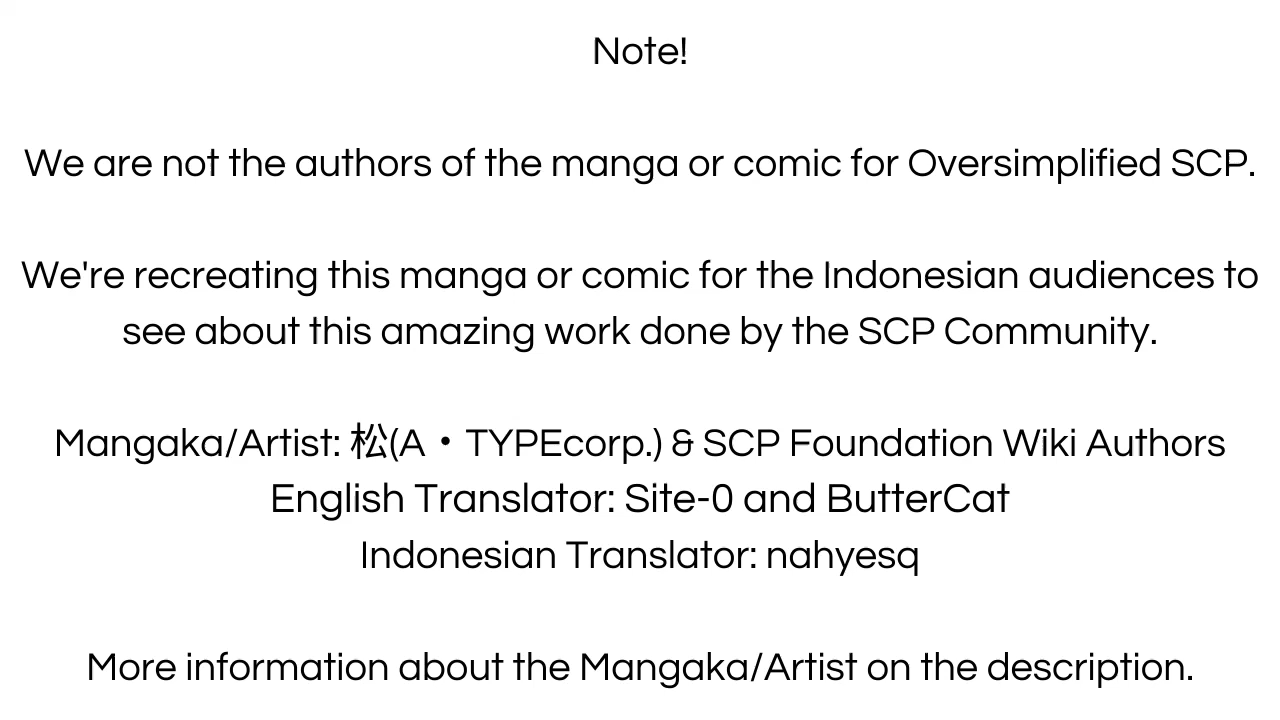 Note!
We are not the authors of the manga or comic for Oversimplified SCP.
We're recreating this manga or comic for the Indonesian audiences to
see about this amazing work done by the SCP Community.
Mangaka/Artist: 松(A・TYPEcorp.) & SCP Foundation Wiki Authors
English Translator: Site-0 and ButterCat
Indonesian Translator: nahyesq
More information about the Mangaka/Artist on the description.